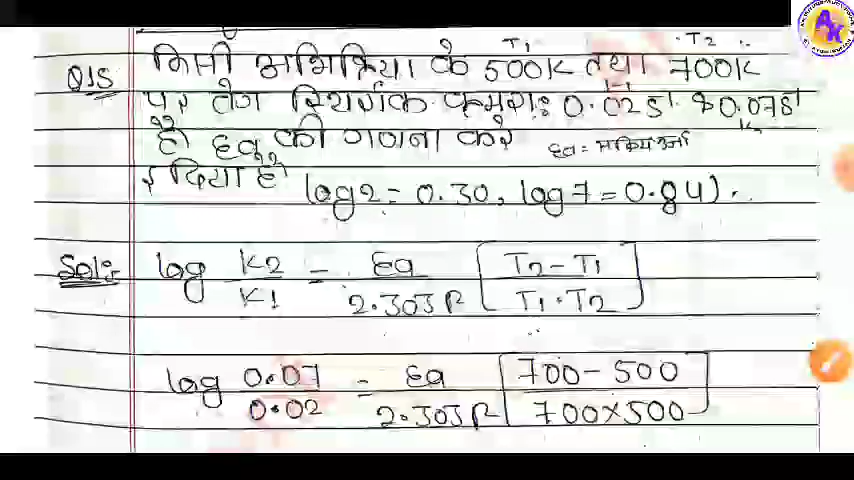 T1 T2
Q15 किसी अभिक्रिया के 500K तथा 700K
K1
पर वेग स्थिरांक क्रमशः 0.02s⁻¹ व 0.07s⁻¹
है। Ea की गणना करे Ea = सक्रियण ऊर्जा
दिया है log2 = 0.30, log7 = 0.84)
Sol:- log K2/K1 = Ea/2.303R [T2-T1/T1.T2]
log 0.07/0.02 = Ea/2.303R [700-500/700×500]
AK